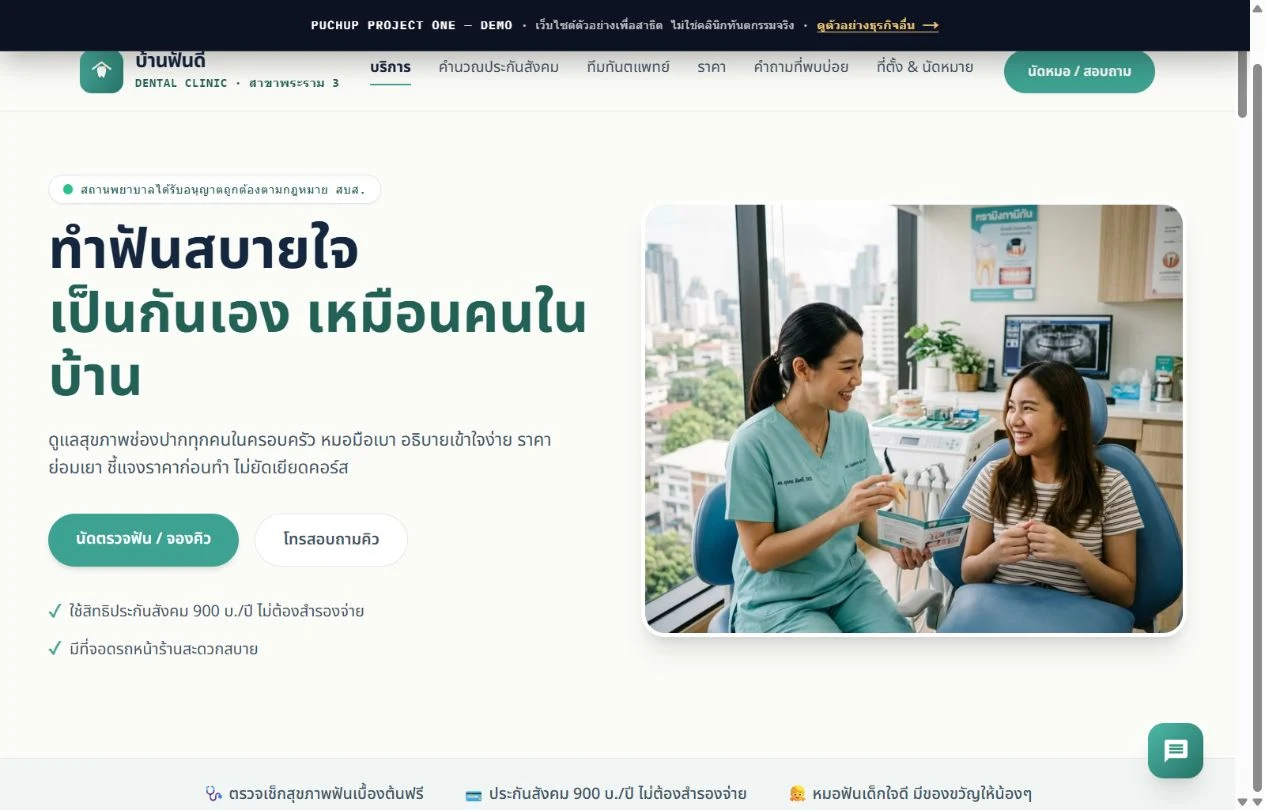 PUCHUP PROJECT ONE — DEMO • เว็บไซต์ตัวอย่างเพื่อสาธิต ไม่ใช่คลินิกทันตกรรมจริง • ดูตัวอย่างธุรกิจอื่น →
บ้านฟันดี
DENTAL CLINIC • สาขาพระราม 3
บริการ คำนวณประกันสังคม ทีมทันตแพทย์ ราคา คำถามที่พบบ่อย ที่ตั้ง & นัดหมาย นัดหมอ / สอบถาม
สถานพยาบาลได้รับอนุญาตถูกต้องตามกฎหมาย สบส.
ทำฟันสบายใจ
เป็นกันเอง เหมือนคนใน
บ้าน
ดูแลสุขภาพช่องปากทุกคนในครอบครัว หมอมือเบา อธิบายเข้าใจง่าย ราคา
ย่อมเยา ชี้แจงราคาก่อนทำ ไม่ยัดเยียดคอร์ส
นัดตรวจฟัน / จองคิว โทรสอบถามคิว
✓ ใช้สิทธิประกันสังคม 900 บ./ปี ไม่ต้องสำรองจ่าย
✓ มีที่จอดรถหน้าร้านสะดวกสบาย
ตรวจเช็กสุขภาพฟันเบื้องต้นฟรี ประกันสังคม 900 บ./ปี ไม่ต้องสำรองจ่าย หมอฟันเด็กใจดี มีของขวัญให้น้องๆ